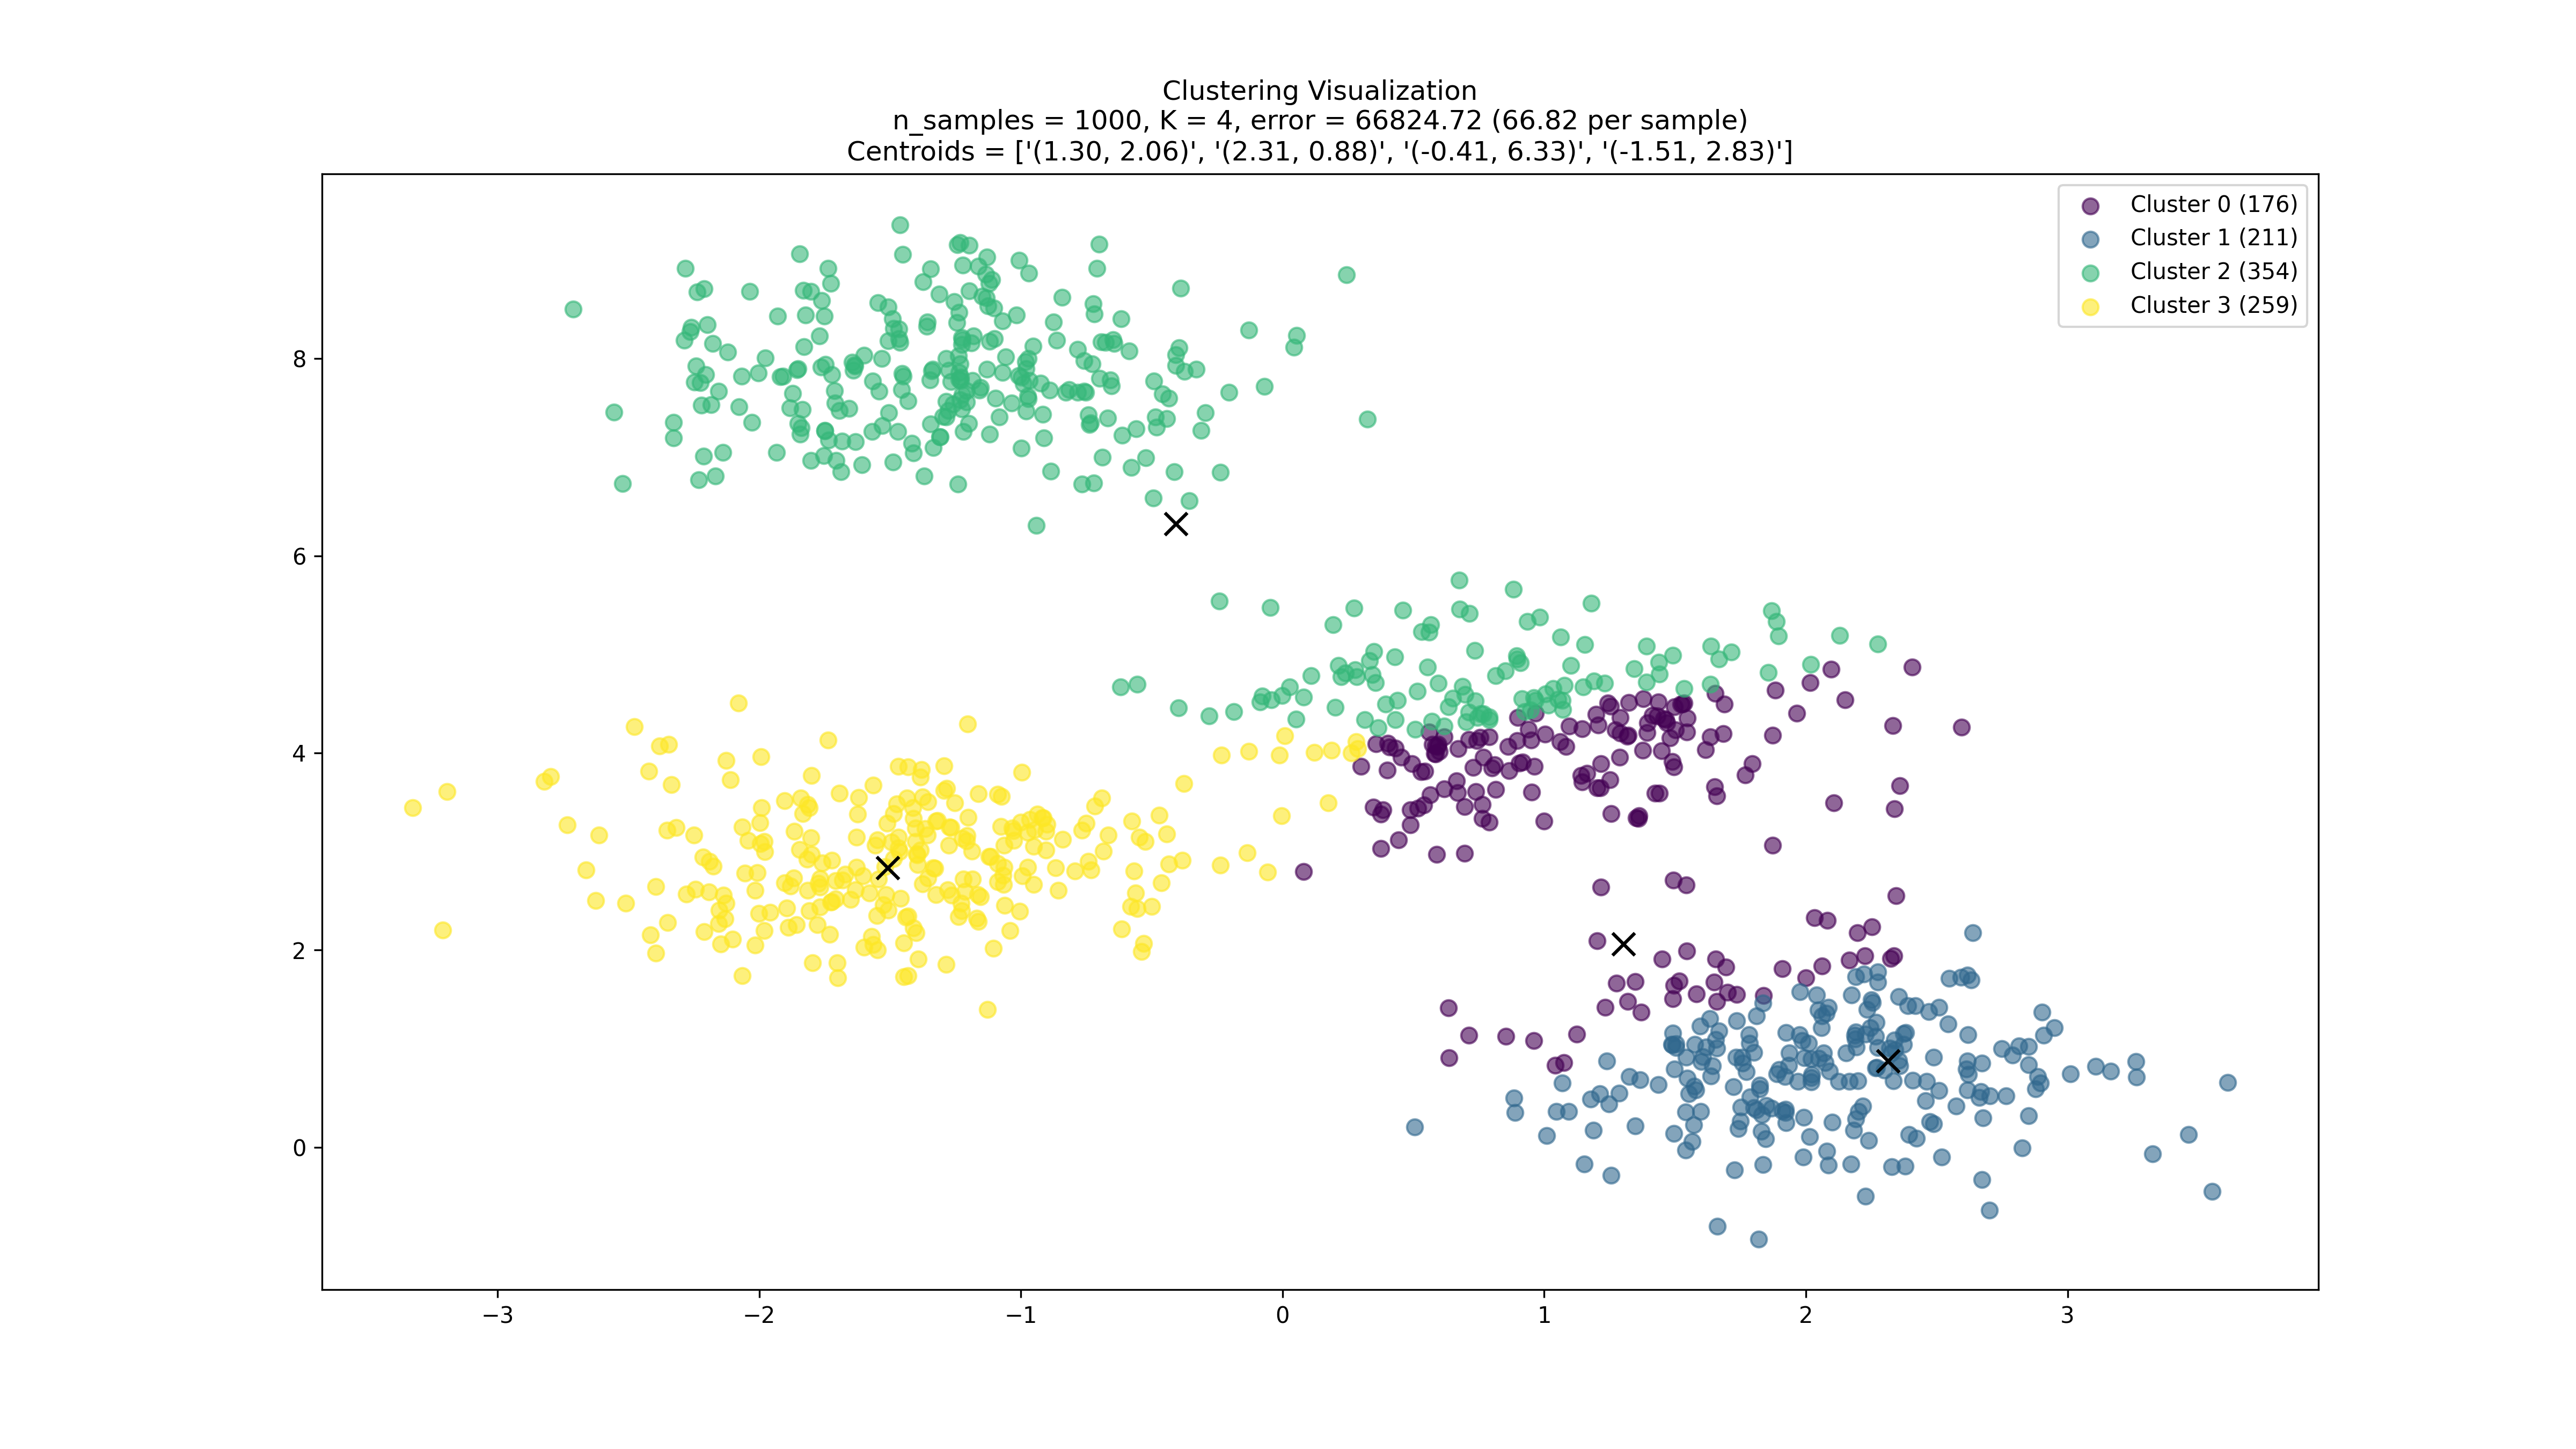 Clustering Visualization
n_samples = 1000, K = 4, error = 66824.72 (66.82 per sample)
Centroids = ['(1.30, 2.06)', '(2.31, 0.88)', '(-0.41, 6.33)', '(-1.51, 2.83)']
Cluster 0 (176)
Cluster 1 (211)
Cluster 2 (354)
Cluster 3 (259)
8
6
4
2
0
−3
−2
−1
0
1
2
3